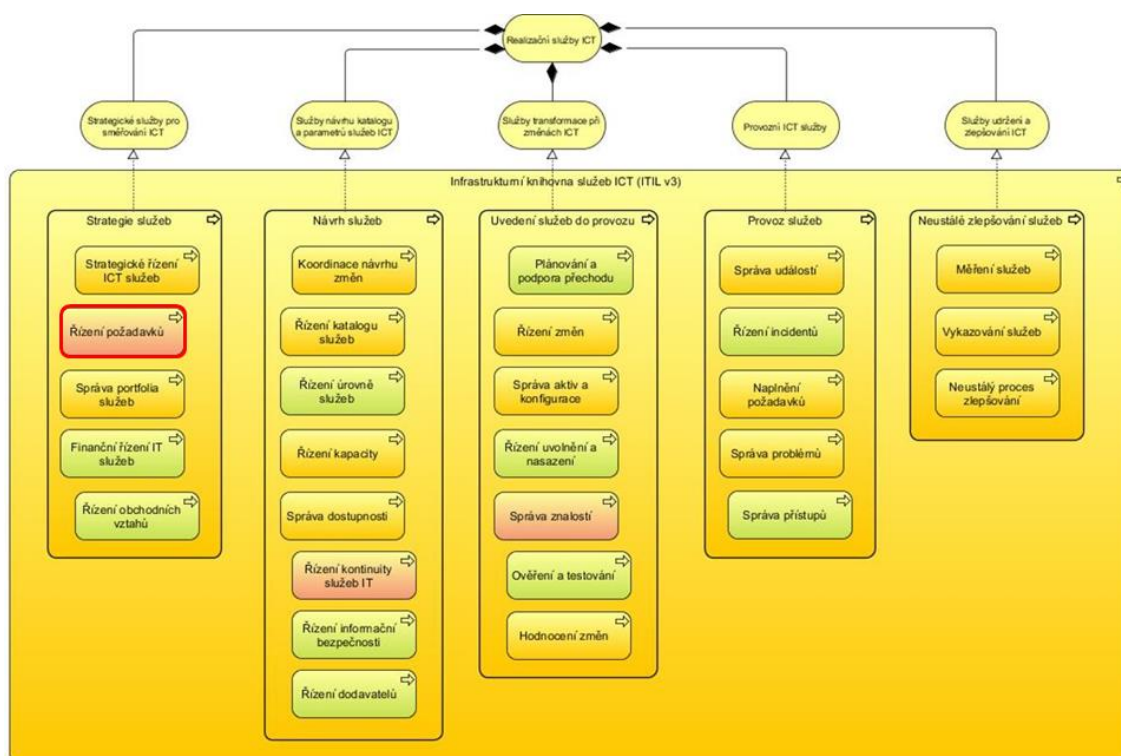 Realizační služby ICT
Strategické služby pro
směřování ICT
Služby návrhu katalogu
a parametrů služeb ICT
Služby transformace při
změnách ICT
Provozní ICT služby
Služby udržení a
zlepšování ICT
Infrastrukturní knihovna služeb ICT (ITIL v3)
Strategie služeb
Strategické řízení
ICT služeb
Řízení požadavků
Správa portfolia
služeb
Finanční řízení IT
služeb
Řízení obchodních
vztahů
Návrh služeb
Koordinace návrhu
změn
Řízení katalogu
služeb
Řízení úrovně
služeb
Řízení kapacity
Správa dostupnosti
Řízení kontinuity
služeb IT
Řízení informační
bezpečnosti
Řízení dodavatelů
Uvedení služeb do provozu
Plánování a
podpora přechodu
Řízení změn
Správa aktiv a
konfigurace
Řízení uvolnění a
nasazení
Správa znalostí
Ověření a testování
Hodnocení změn
Provoz služeb
Správa událostí
Řízení incidentů
Naplnění
požadavků
Správa problémů
Správa přístupů
Neustálé zlepšování služeb
Měření služeb
Vykazování služeb
Neustálý proces
zlepšování